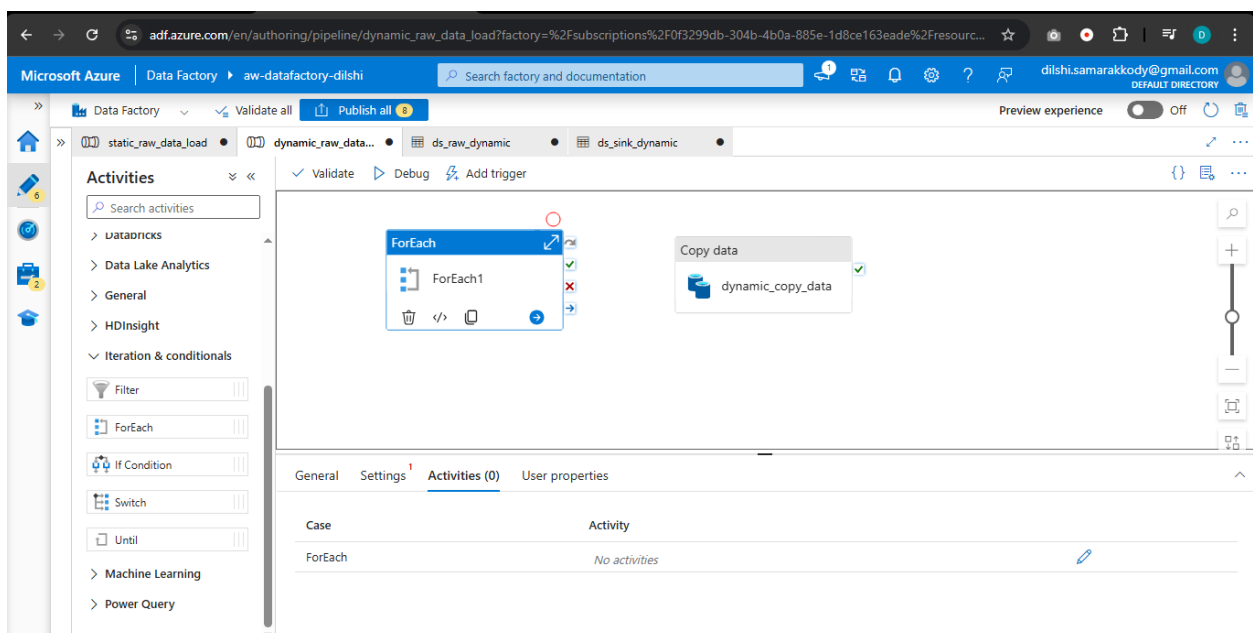 adf.azure.com/en/authoring/pipeline/dynamic_raw_data_load?factory=%2Fsubscriptions%2F0f3299db-304b-4b0a-885e-1d8ce163eade%2Fresourc...
D
Microsoft Azure
Data Factory
aw-datafactory-dilshi
Search factory and documentation
1
dilshi.samarakkody@gmail.com
DEFAULT DIRECTORY
Data Factory
Validate all
Publish all 8
Preview experience
Off
static_raw_data_load
dynamic_raw_data...
ds_raw_dynamic
ds_sink_dynamic
6
2
Activities
Search activities
Databricks
Data Lake Analytics
General
HDInsight
Iteration & conditionals
Filter
ForEach
If Condition
Switch
Until
Machine Learning
Power Query
Validate
Debug
Add trigger
ForEach
ForEach1
Copy data
dynamic_copy_data
General
Settings 1
Activities (0)
User properties
Case
Activity
ForEach
No activities